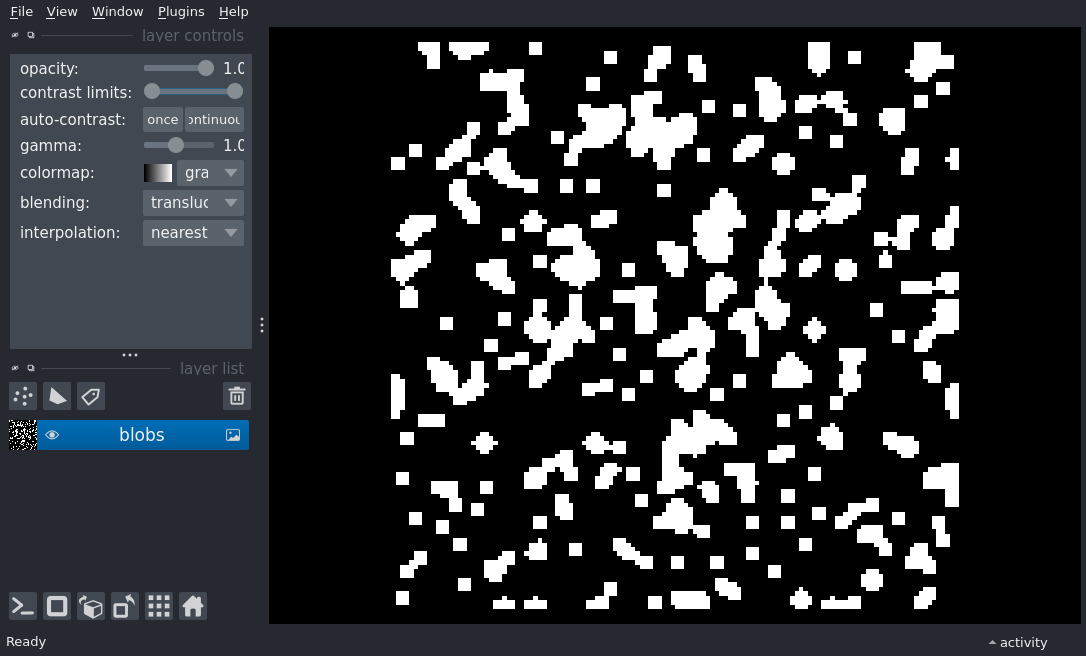 File View Window Plugins Help
layer controls
opacity: 1.0
contrast limits:
auto-contrast: once ontinuou
gamma: 1.0
colormap: gra
blending: transluc
interpolation: nearest
layer list
blobs
Ready
activity